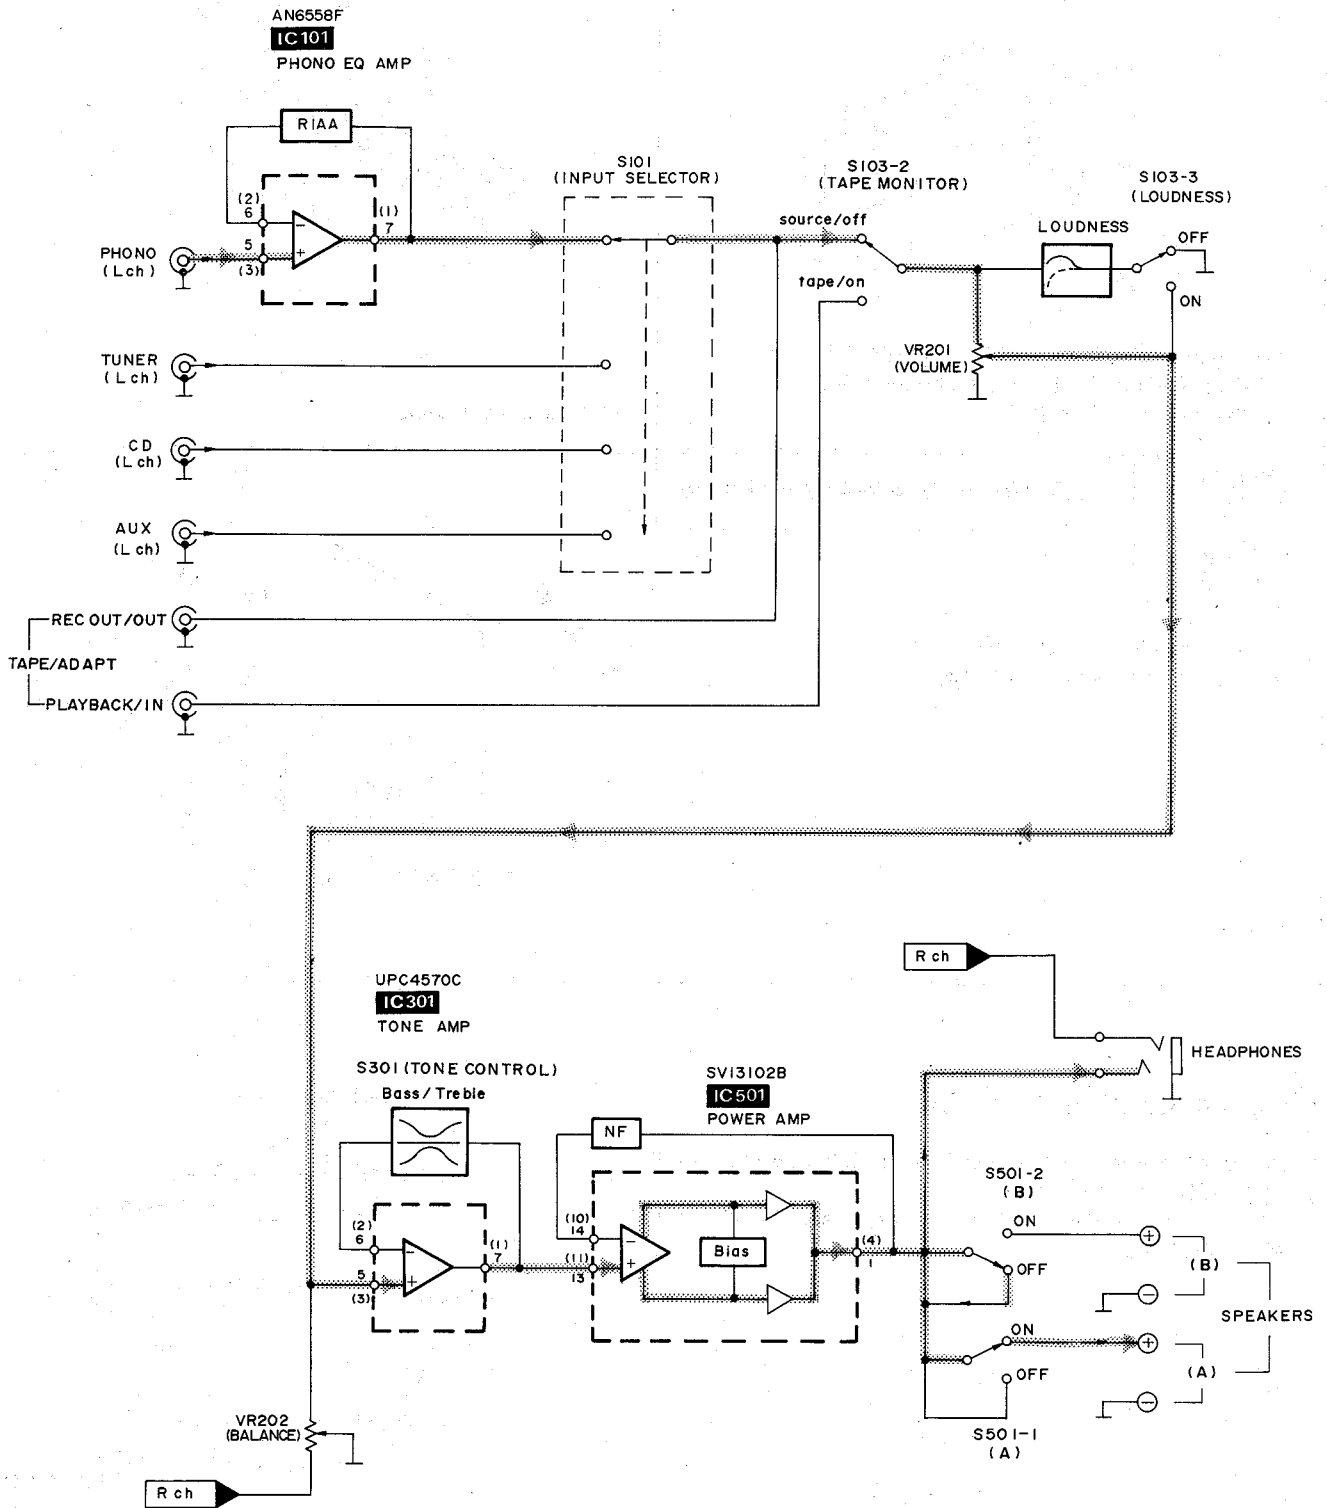 AN6558F
IC101
PHONO EQ AMP
RIAA
S101
(INPUT SELECTOR)
S103-2
(TAPE MONITOR)
S103-3
(LOUDNESS)
(2)
6
(1)
7
source/off
LOUDNESS
OFF
PHONO
(Lch)
5
(3)
-
+
tape/on
ON
TUNER
(Lch)
VR201
(VOLUME)
CD
(Lch)
AUX
(Lch)
REC OUT/OUT
TAPE/ADAPT
PLAYBACK/IN
R ch
UPC4570C
IC301
TONE AMP
HEADPHONES
S301 (TONE CONTROL)
Bass/Treble
SVI3102B
IC501
POWER AMP
NF
S501-2
(B)
(2)
6
(1)
7
(10)
14
(11)
13
-
+
-
+
Bias
(4)
1
ON
+
OFF
(B)
-
5
(3)
SPEAKERS
ON
+
(A)
OFF
-
S501-1
(A)
VR202
(BALANCE)
R ch